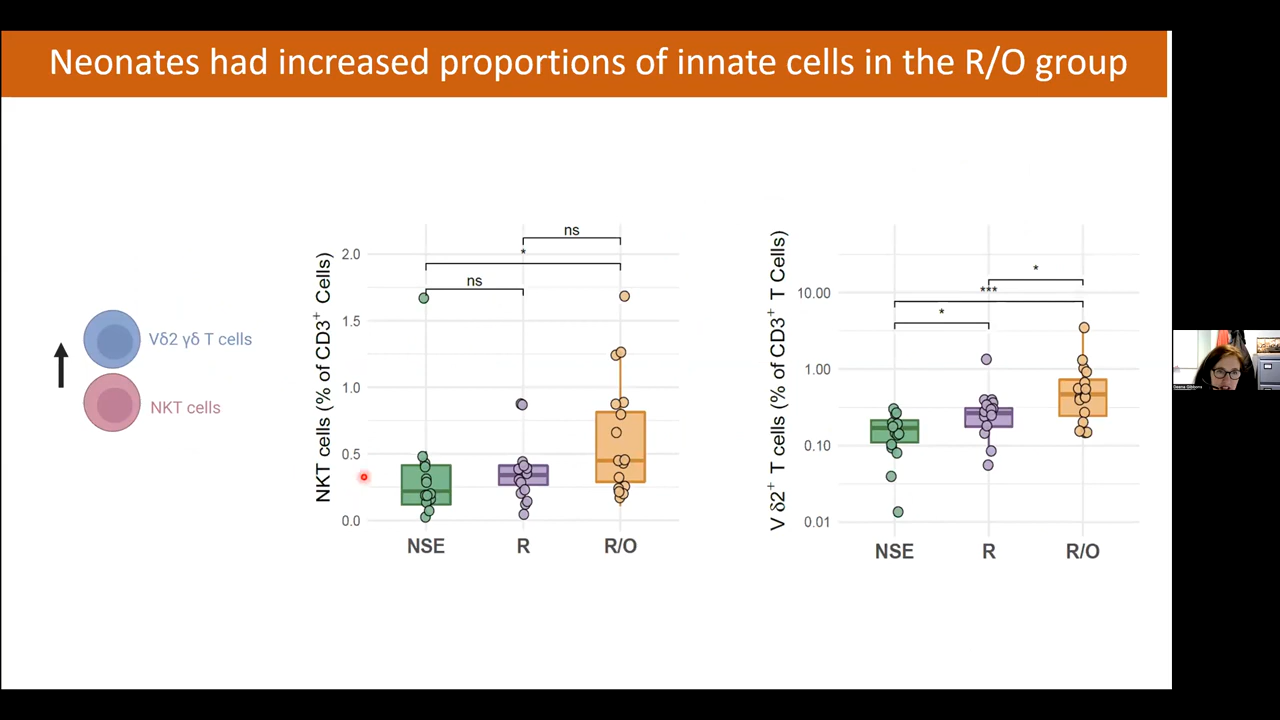 Neonates had increased proportions of innate cells in the R/O group
Vδ2 γδ T cells
NKT cells
NKT cells (% of CD3+ Cells)
2.0
1.5
1.0
0.5
0.0
ns
*
ns
NSE
R
R/O
V δ2+ T cells (% of CD3+ T Cells)
10.00
1.00
0.10
0.01
*
***
*
NSE
R
R/O
Ileana Gibbons